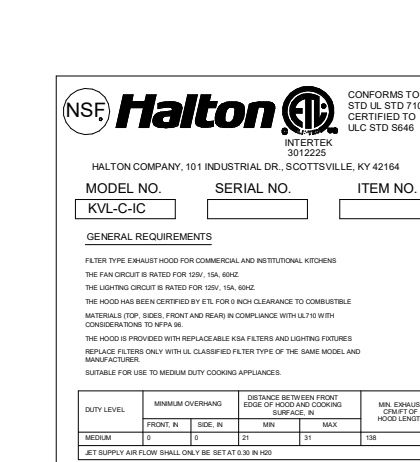 NSF
Halton
ETL
INTERTEK
3012225
CONFORMS TO
STD UL STD 710
CERTIFIED TO
ULC STD S646
HALTON COMPANY, 101 INDUSTRIAL DR., SCOTTSVILLE, KY 42164
MODEL NO. SERIAL NO. ITEM NO.
KVL-C-IC
GENERAL REQUIREMENTS
FILTER TYPE EXHAUST HOOD FOR COMMERCIAL AND INSTITUTIONAL KITCHENS
THE FAN CIRCUIT IS RATED FOR 125V, 15A, 60HZ.
THE LIGHTING CIRCUIT IS RATED FOR 125V, 15A, 60HZ.
THE HOOD HAS BEEN CERTIFIED BY ETL FOR 0 INCH CLEARANCE TO COMBUSTIBLE
MATERIALS (TOP, SIDES, FRONT AND REAR) IN COMPLIANCE WITH UL710 WITH
CONSIDERATIONS TO NFPA 96.
THE HOOD IS PROVIDED WITH REPLACEABLE KSA FILTERS AND LIGHTING FIXTURES
REPLACE FILTERS ONLY WITH UL CLASSIFIED FILTER TYPE OF THE SAME MODEL AND
MANUFACTURER.
SUITABLE FOR USE TO MEDIUM DUTY COOKING APPLIANCES.
DUTY LEVEL
MINIMUM OVERHANG
DISTANCE BETWEEN FRONT
EDGE OF HOOD AND COOKING
SURFACE, IN
MIN. EXHAUS
CFM/FT OF
HOOD LENGT
FRONT, IN SIDE, IN MIN MAX
MEDIUM 0 0 21 31 138
JET SUPPLY AIR FLOW SHALL ONLY BE SET AT 0.30 IN H20